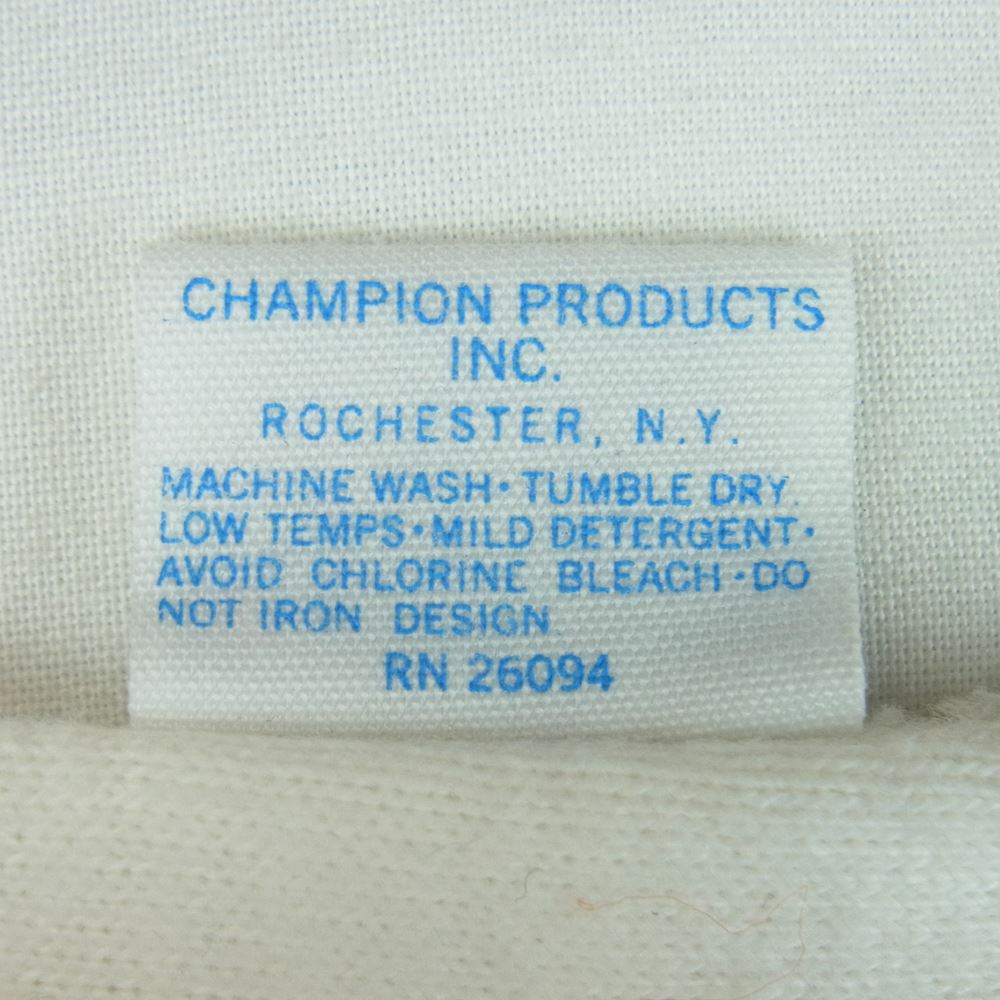 CHAMPION PRODUCTS
INC.
ROCHESTER, N.Y.
MACHINE WASH·TUMBLE DRY.
LOW TEMPS·MILD DETERGENT·
AVOID CHLORINE BLEACH·DO
NOT IRON DESIGN
RN 26094